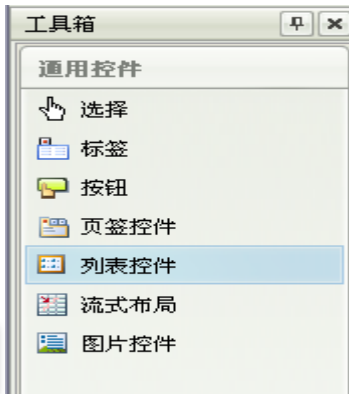 工具箱
通用控件
选择
标签
按钮
页签控件
列表控件
流式布局
图片控件